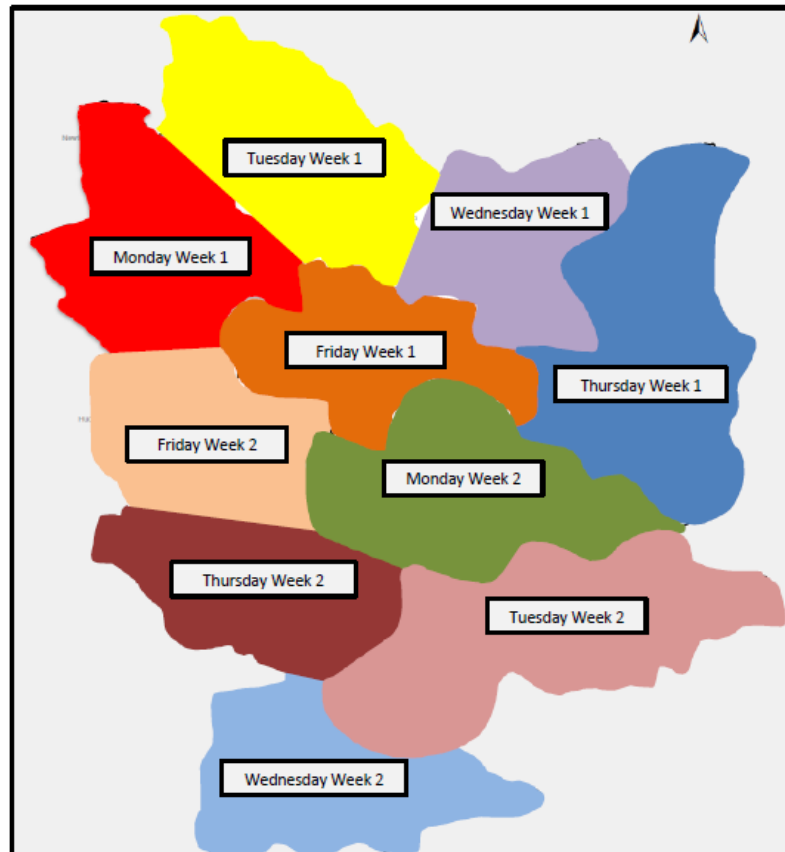 Tuesday Week 1
Wednesday Week 1
Monday Week 1
Friday Week 1
Thursday Week 1
Friday Week 2
Monday Week 2
Thursday Week 2
Tuesday Week 2
Wednesday Week 2